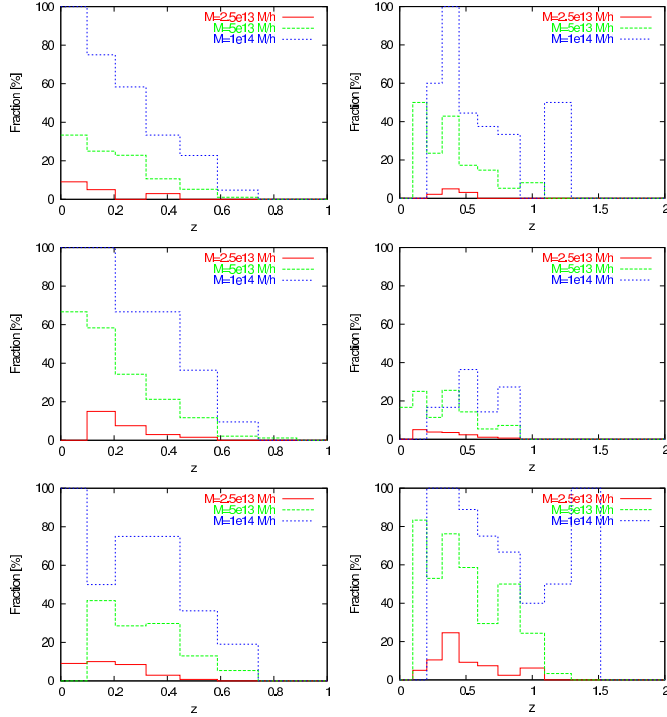 100
80
60
40
20
0
Fraction [%]
M=2.5e13 M/h
M=5e13 M/h
M=1e14 M/h
0
0.2
0.4
0.6
0.8
1
z
100
80
60
40
20
0
Fraction [%]
M=2.5e13 M/h
M=5e13 M/h
M=1e14 M/h
0
0.5
1
1.5
2
z
100
80
60
40
20
0
Fraction [%]
M=2.5e13 M/h
M=5e13 M/h
M=1e14 M/h
0
0.2
0.4
0.6
0.8
1
z
100
80
60
40
20
0
Fraction [%]
M=2.5e13 M/h
M=5e13 M/h
M=1e14 M/h
0
0.5
1
1.5
2
z
100
80
60
40
20
0
Fraction [%]
M=2.5e13 M/h
M=5e13 M/h
M=1e14 M/h
0
0.2
0.4
0.6
0.8
1
z
100
80
60
40
20
0
Fraction [%]
M=2.5e13 M/h
M=5e13 M/h
M=1e14 M/h
0
0.5
1
1.5
2
z